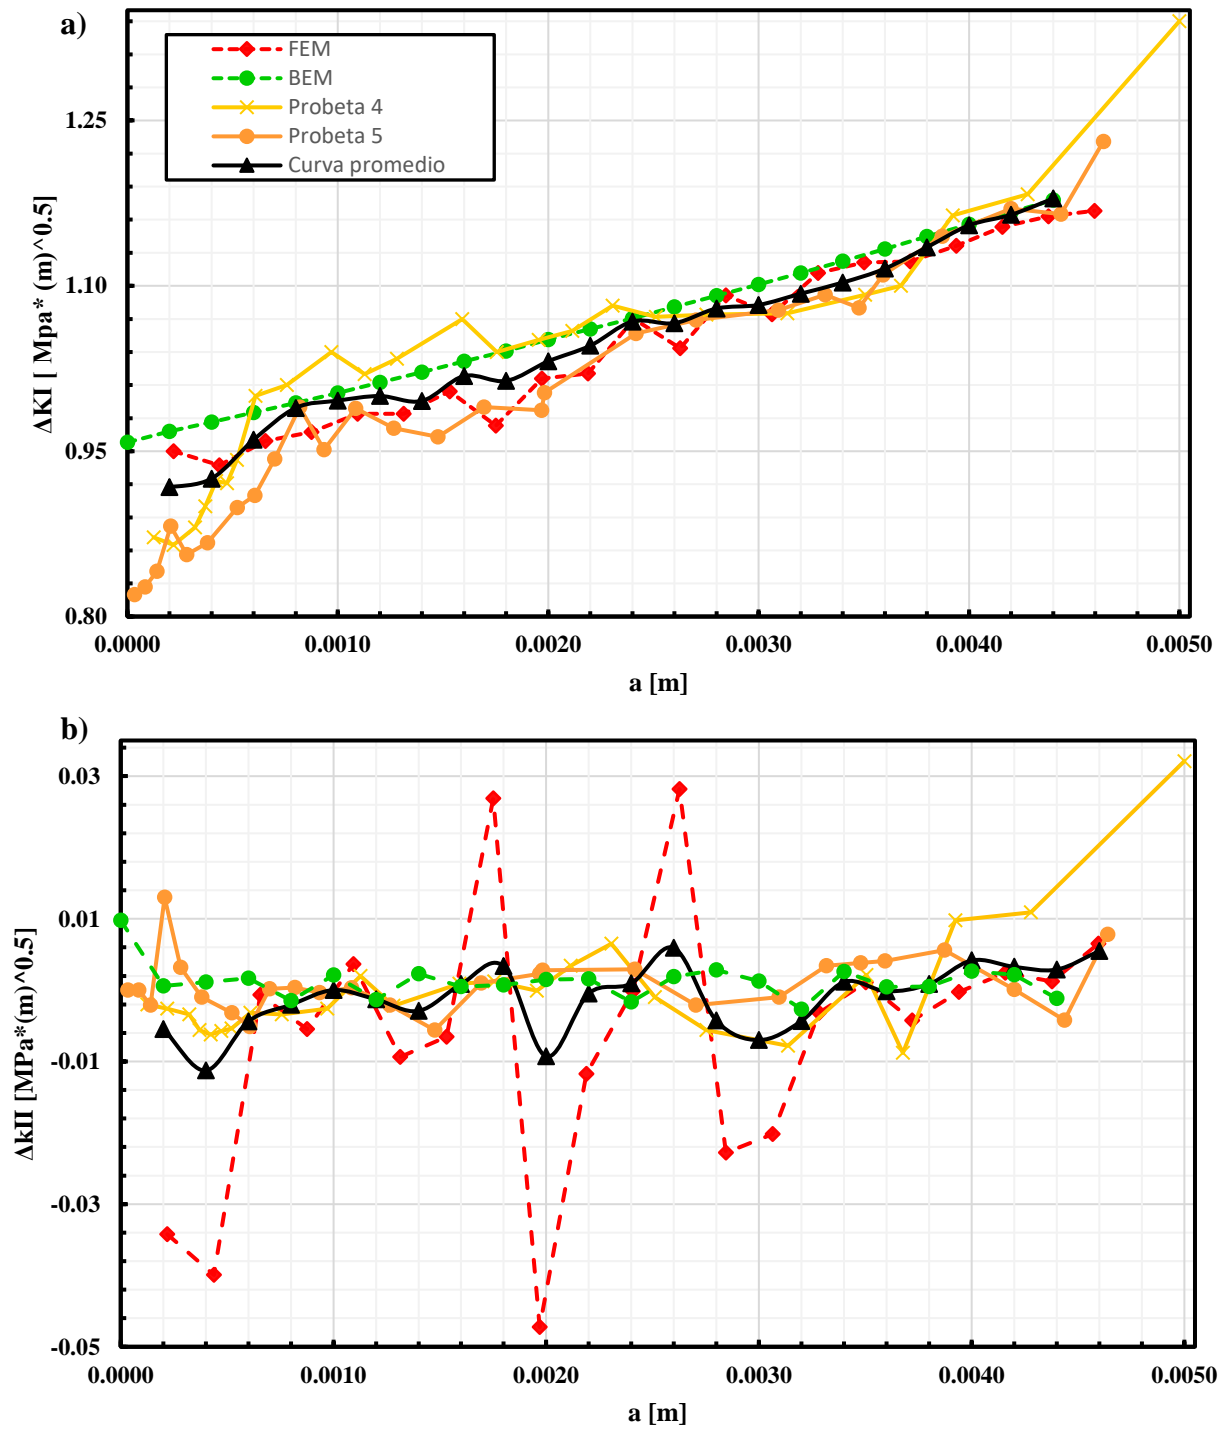 a)
FEM
BEM
Probeta 4
Probeta 5
Curva promedio
1.25
1.10
0.95
0.80
ΔKI [ Mpa* (m)^0.5]
0.0000 0.0010 0.0020 0.0030 0.0040 0.0050
a [m]
b)
0.03
0.01
-0.01
-0.03
-0.05
ΔkII [MPa*(m)^0.5]
0.0000 0.0010 0.0020 0.0030 0.0040 0.0050
a [m]